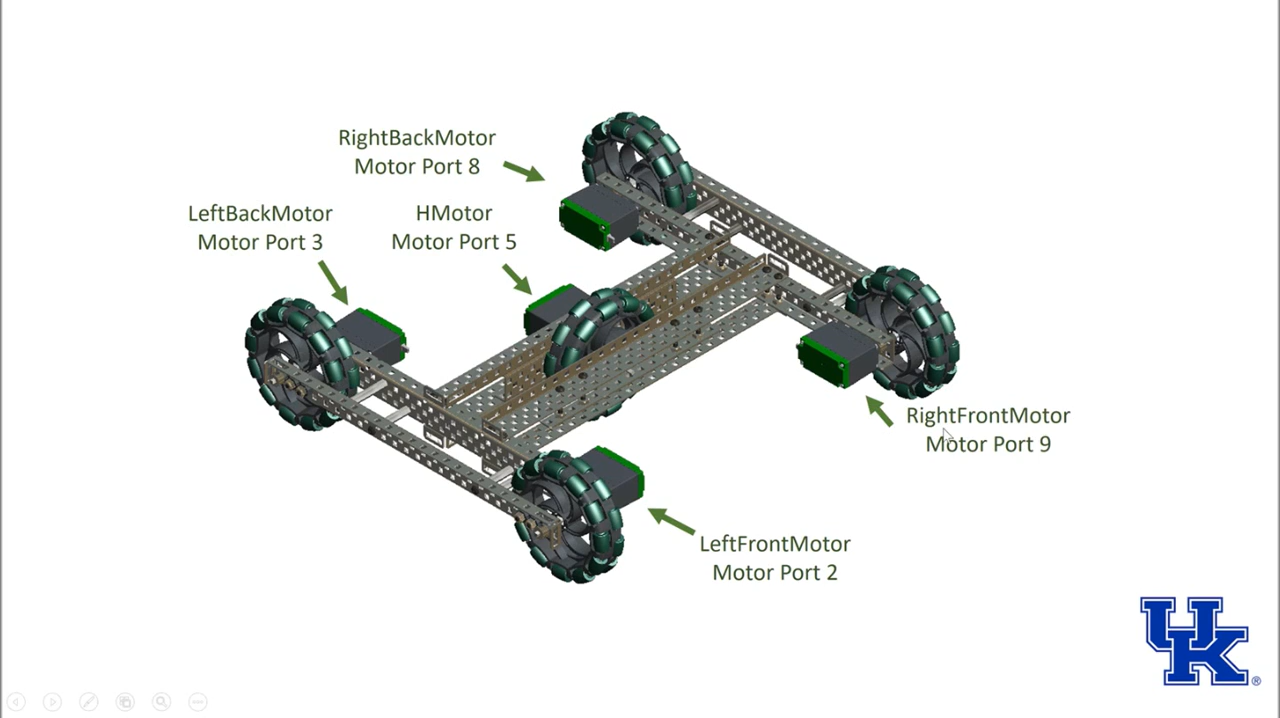 RightBackMotor
Motor Port 8
LeftBackMotor
Motor Port 3
HMotor
Motor Port 5
RightFrontMotor
Motor Port 9
LeftFrontMotor
Motor Port 2
UK®